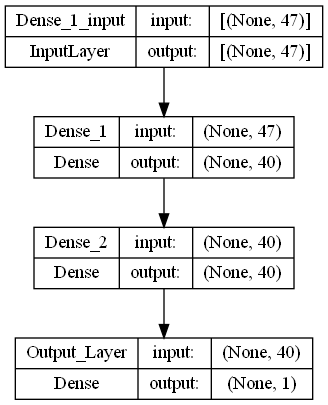 Dense_1_input input: [(None, 47)]
InputLayer output: [(None, 47)]
Dense_1 input: (None, 47)
Dense output: (None, 40)
Dense_2 input: (None, 40)
Dense output: (None, 40)
Output_Layer input: (None, 40)
Dense output: (None, 1)